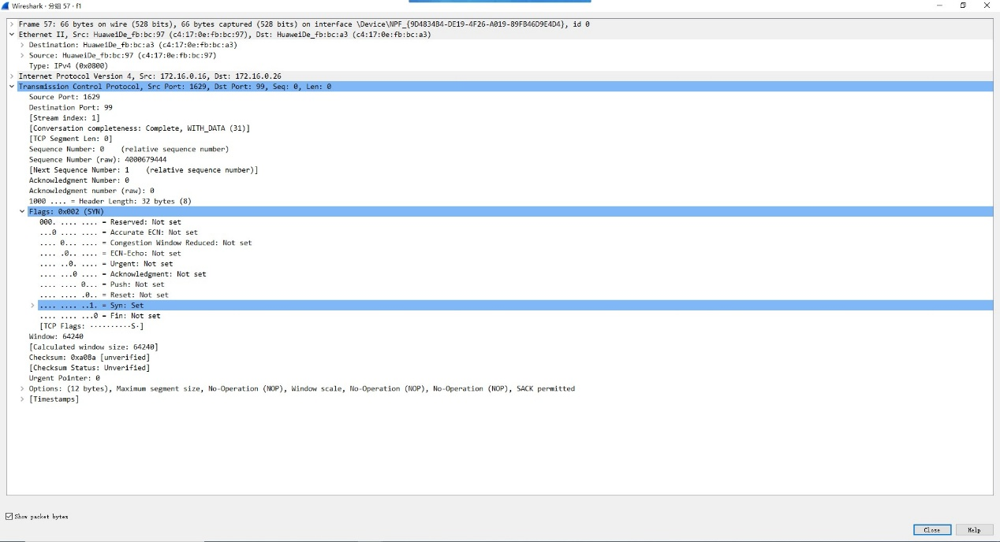 Wireshark · 分组 57 · f1
Frame 57: 66 bytes on wire (528 bits), 66 bytes captured (528 bits) on interface \Device\NPF_{9D4834B4-DE19-4F26-A019-B9FB46D9E4D4}, id 0
Ethernet II, Src: HuaweiDe_fb:bc:97 (c4:17:0e:fb:bc:97), Dst: HuaweiDe_fb:bc:a3 (c4:17:0e:fb:bc:a3)
Destination: HuaweiDe_fb:bc:a3 (c4:17:0e:fb:bc:a3)
Source: HuaweiDe_fb:bc:97 (c4:17:0e:fb:bc:97)
Type: IPv4 (0x0800)
Internet Protocol Version 4, Src: 172.16.0.16, Dst: 172.16.0.26
Transmission Control Protocol, Src Port: 1629, Dst Port: 99, Seq: 0, Len: 0
Source Port: 1629
Destination Port: 99
[Stream index: 1]
[Conversation completeness: Complete, WITH_DATA (31)]
[TCP Segment Len: 0]
Sequence Number: 0    (relative sequence number)
Sequence Number (raw): 4000679444
[Next Sequence Number: 1    (relative sequence number)]
Acknowledgment Number: 0
Acknowledgment number (raw): 0
1000 .... = Header Length: 32 bytes (8)
Flags: 0x002 (SYN)
000. .... .... = Reserved: Not set
...0 .... .... = Accurate ECN: Not set
.... 0... .... = Congestion Window Reduced: Not set
.... .0.. .... = ECN-Echo: Not set
.... ..0. .... = Urgent: Not set
.... ...0 .... = Acknowledgment: Not set
.... .... 0... = Push: Not set
.... .... .0.. = Reset: Not set
.... .... ..1. = Syn: Set
.... .... ...0 = Fin: Not set
[TCP Flags: ··········S·]
Window: 64240
[Calculated window size: 64240]
Checksum: 0xa08a [unverified]
[Checksum Status: Unverified]
Urgent Pointer: 0
Options: (12 bytes), Maximum segment size, No-Operation (NOP), Window scale, No-Operation (NOP), No-Operation (NOP), SACK permitted
[Timestamps]
Show packet bytes
Close
Help